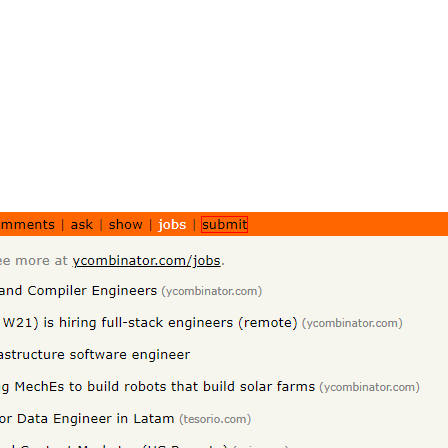 mments | ask | show | jobs | submit
ee more at ycombinator.com/jobs.
and Compiler Engineers (ycombinator.com)
W21) is hiring full-stack engineers (remote) (ycombinator.com)
astructure software engineer
g MechEs to build robots that build solar farms (ycombinator.com)
or Data Engineer in Latam (tesorio.com)